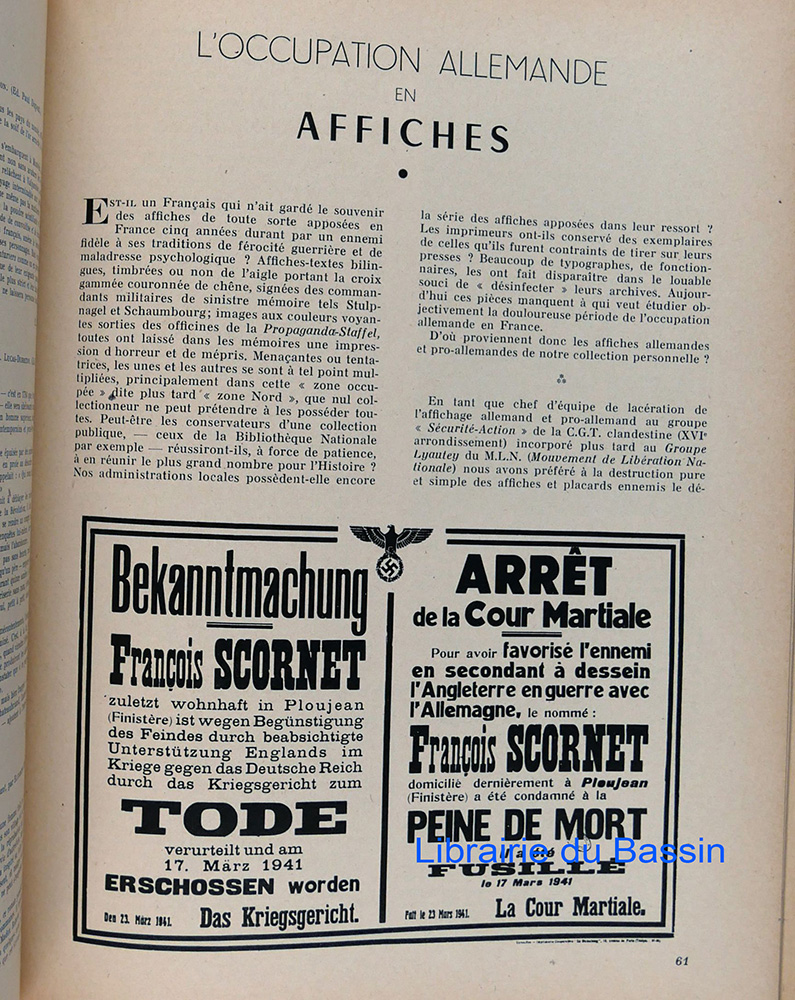 L'OCCUPATION ALLEMANDE
EN
AFFICHES
EST-IL un Français qui n'ait gardé le souvenir
des affiches de toute sorte apposées en
France cinq années durant par un ennemi
fidèle à ses traditions de férocité guerrière et de
maladresse psychologique ? Affiches-textes bilin-
gues, timbrées ou non de l'aigle portant la croix
gammée couronnée de chêne, signées des comman-
dants militaires de sinistre mémoire tels Stulp-
nagel et Schaumbourg ; images aux couleurs voyan-
tes sorties des officines de la Propaganda-Staffel,
toutes ont laissé dans les mémoires une impres-
sion d'horreur et de mépris. Menaçantes ou tenta-
trices, les unes et les autres se sont à tel point mul-
tipliées, principalement dans cette « zone occu-
pée » dite plus tard « zone Nord », que nul col-
lectionneur ne peut prétendre à les posséder tou-
tes. Peut-être les conservateurs d'une collection
publique, — ceux de la Bibliothèque Nationale
par exemple — réussiront-ils, à force de patience,
à en réunir le plus grand nombre pour l'Histoire ?
Nos administrations locales possèdent-elle encore
la série des affiches apposées dans leur ressort ?
Les imprimeurs ont-ils conservé des exemplaires
de celles qu'ils furent contraints de tirer sur leurs
presses ? Beaucoup de typographes, de fonction-
naires, les ont fait disparaître dans le louable
souci de « désinfecter » leurs archives. Aujour-
d'hui ces pièces manquent à qui veut étudier ob-
jectivement la douloureuse période de l'occupation
allemande en France.
D'où proviennent donc les affiches allemandes
et pro-allemandes de notre collection personnelle ?
En tant que chef d'équipe de lacération de
l'affichage allemand et pro-allemand au groupe
« Sécurité-Action » de la C.G.T. clandestine (XVIe
arrondissement) incorporé plus tard au Groupe
Lyautey du M.L.N. (Mouvement de Libération Na-
tionale) nous avons préféré à la destruction pure
et simple des affiches et placards ennemis le dé-
Bekanntmachung
François SCORNET
zuletzt wohnhaft in Ploujean
(Finistère) ist wegen Begünstigung
des Feindes durch beabsichtigte
Unterstützung Englands im
Kriege gegen das Deutsche Reich
durch das Kriegsgericht zum
TODE
verurteilt und am
17. März 1941
ERSCHOSSEN worden
Den 23. März 1941. Das Kriegsgericht.
ARRÊT
de la Cour Martiale
Pour avoir favorisé l'ennemi
en secondant à dessein
l'Angleterre en guerre avec
l'Allemagne, le nommé :
François SCORNET
domicilié dernièrement à Ploujean
(Finistère) a été condamné à la
PEINE DE MORT
Il a été
FUSILLÉ
le 17 Mars 1941
Fait le 23 Mars 1941. La Cour Martiale.
Librairie du Bassin
61